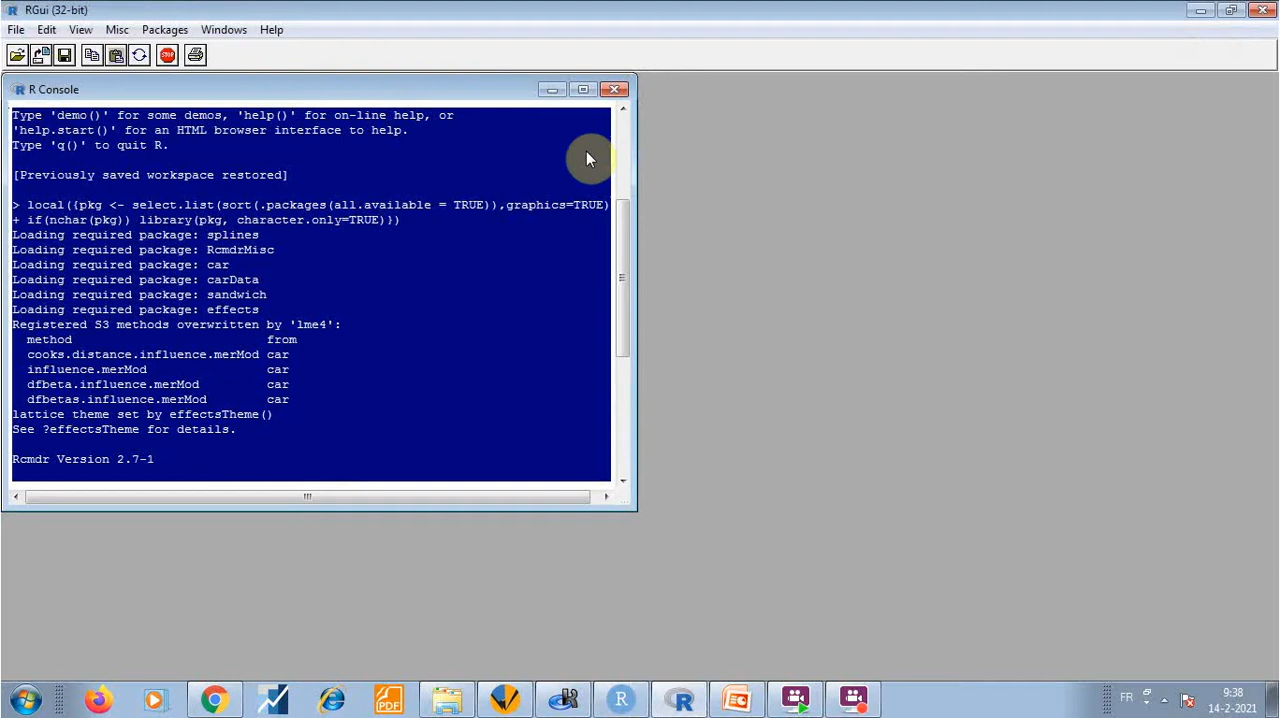 RGui (32-bit)
File Edit View Misc Packages Windows Help
STOP
R Console
Type 'demo()' for some demos, 'help()' for on-line help, or
'help.start()' for an HTML browser interface to help.
Type 'q()' to quit R.
[Previously saved workspace restored]
> local({pkg <- select.list(sort(.packages(all.available = TRUE)),graphics=TRUE)
+ if(nchar(pkg)) library(pkg, character.only=TRUE)})
Loading required package: splines
Loading required package: RcmdrMisc
Loading required package: car
Loading required package: carData
Loading required package: sandwich
Loading required package: effects
Registered S3 methods overwritten by 'lme4':
method from
cooks.distance.influence.merMod car
influence.merMod car
dfbeta.influence.merMod car
dfbetas.influence.merMod car
lattice theme set by effectsTheme()
See ?effectsTheme for details.
Rcmdr Version 2.7-1
PDF
FR
9:38
14-2-2021